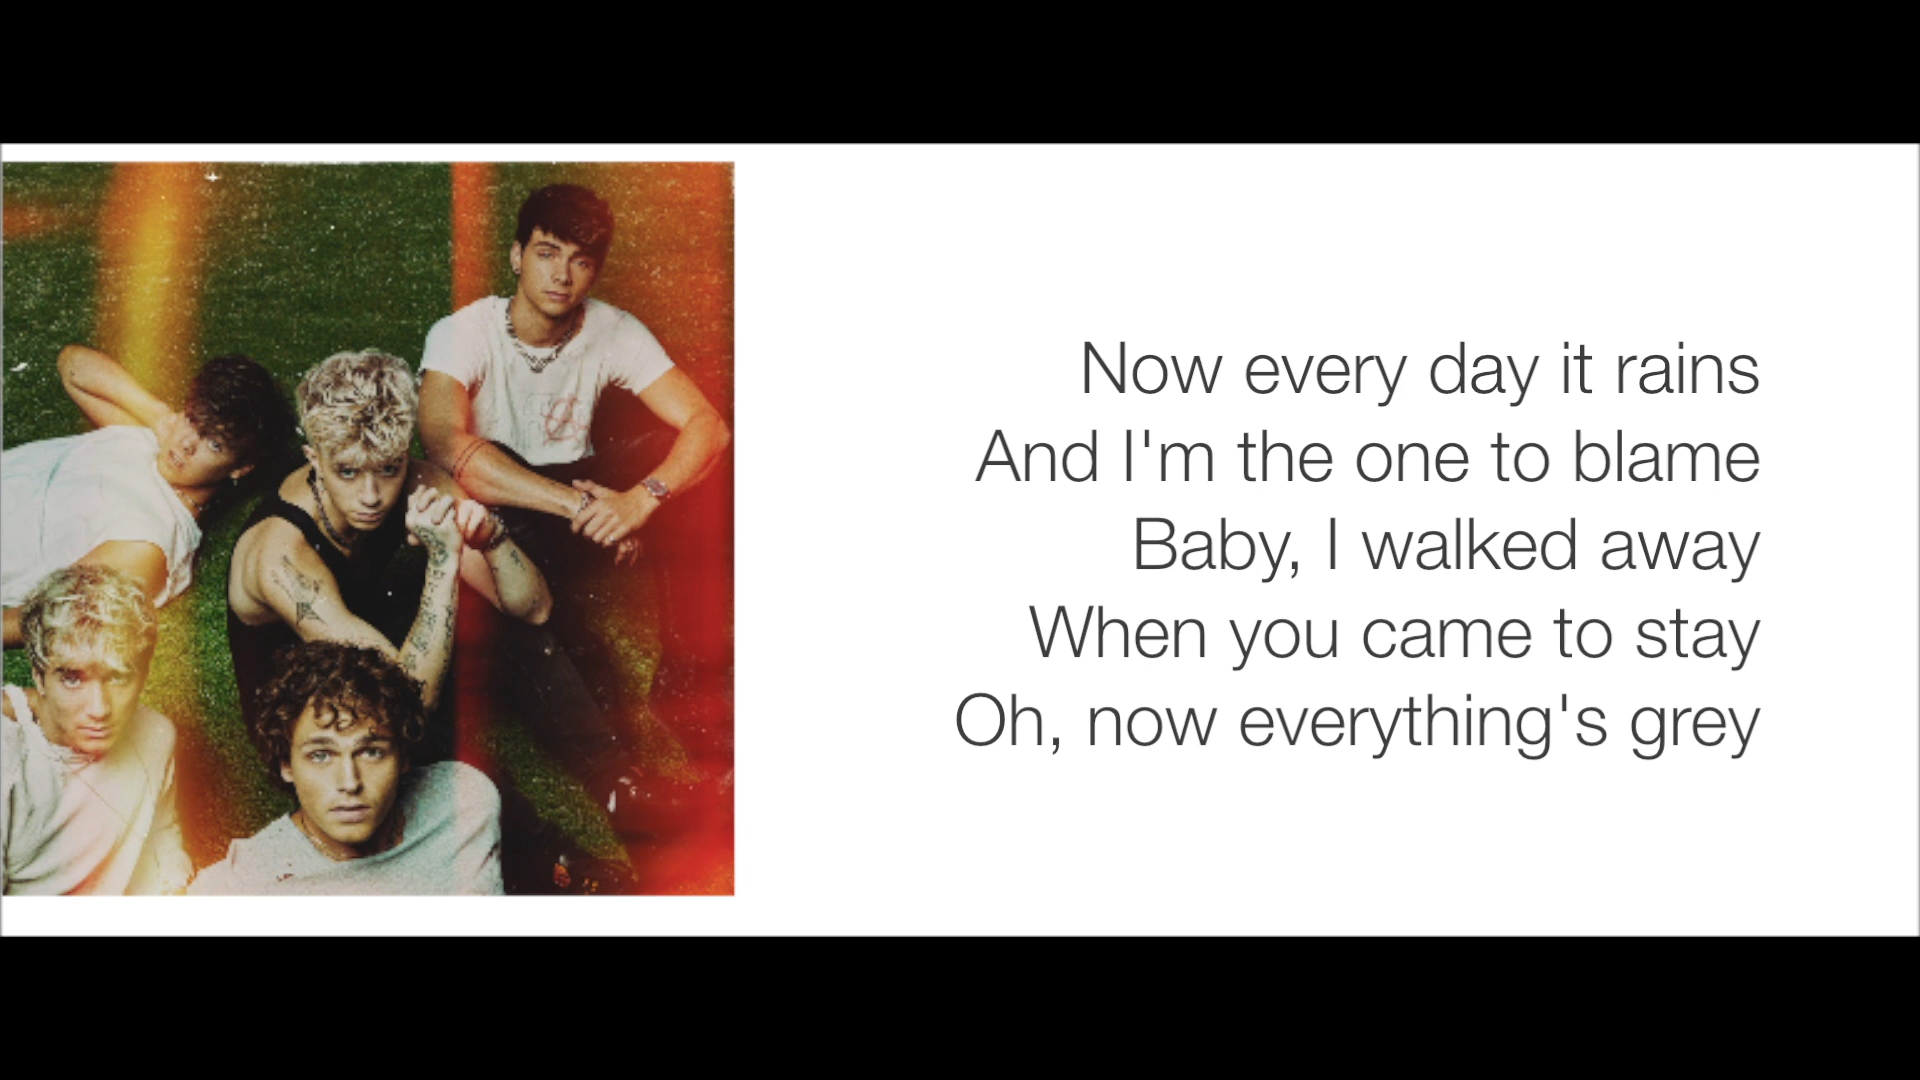 Now every day it rains
And I'm the one to blame
Baby, I walked away
When you came to stay
Oh, now everything's grey